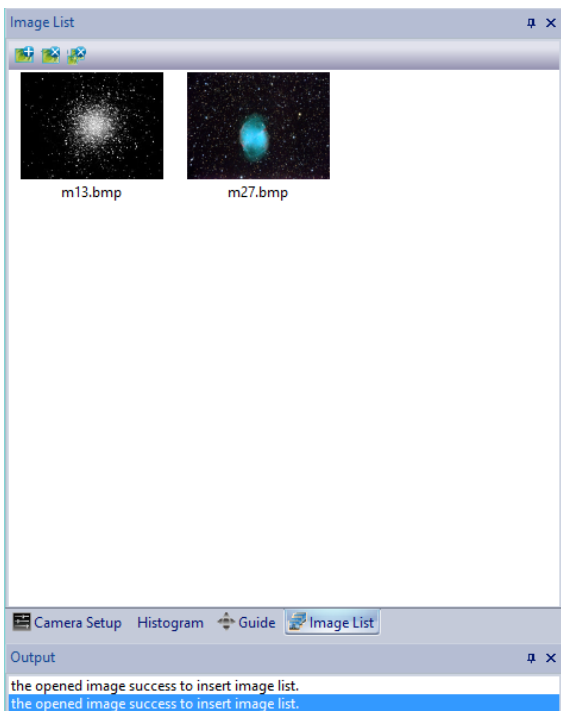 Image List
m13.bmp m27.bmp
Camera Setup Histogram Guide Image List
Output
the opened image success to insert image list.
the opened image success to insert image list.